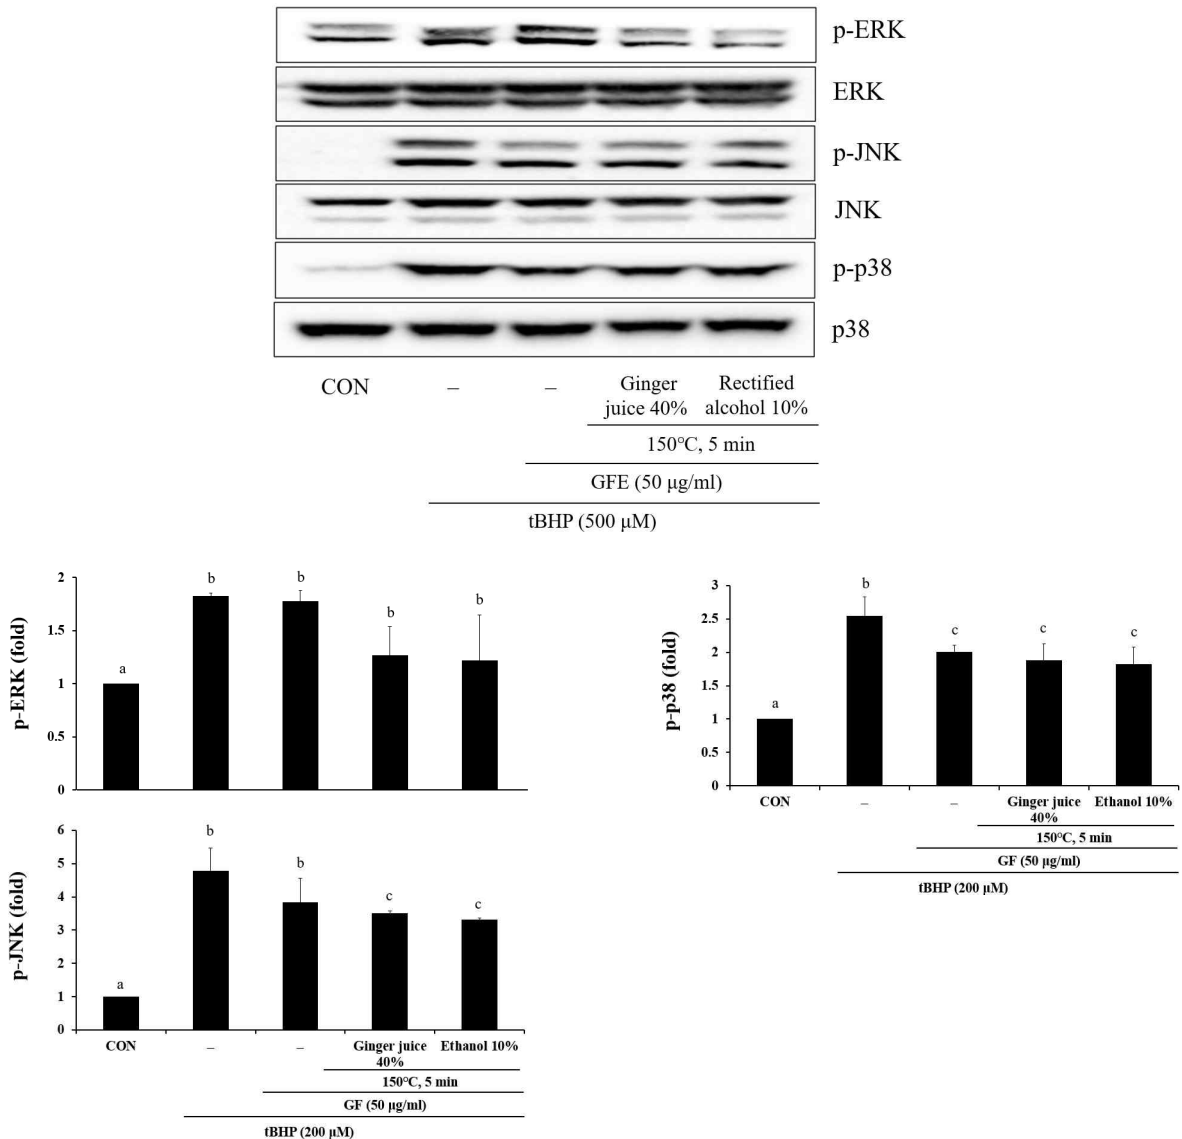 p-ERK
ERK
p-JNK
JNK
p-p38
p38
CON – – Ginger juice 40% Rectified alcohol 10%
150°C, 5 min
GFE (50 μg/ml)
tBHP (500 μM)
p-ERK (fold)
2
1.5
1
0.5
0
a b b b b
p-p38 (fold)
3
2.5
2
1.5
1
0.5
0
a b c c c
CON – – Ginger juice 40% Ethanol 10%
150°C, 5 min
GF (50 μg/ml)
tBHP (200 μM)
p-JNK (fold)
6
5
4
3
2
1
0
a b b c c
CON – – Ginger juice 40% Ethanol 10%
150°C, 5 min
GF (50 μg/ml)
tBHP (200 μM)